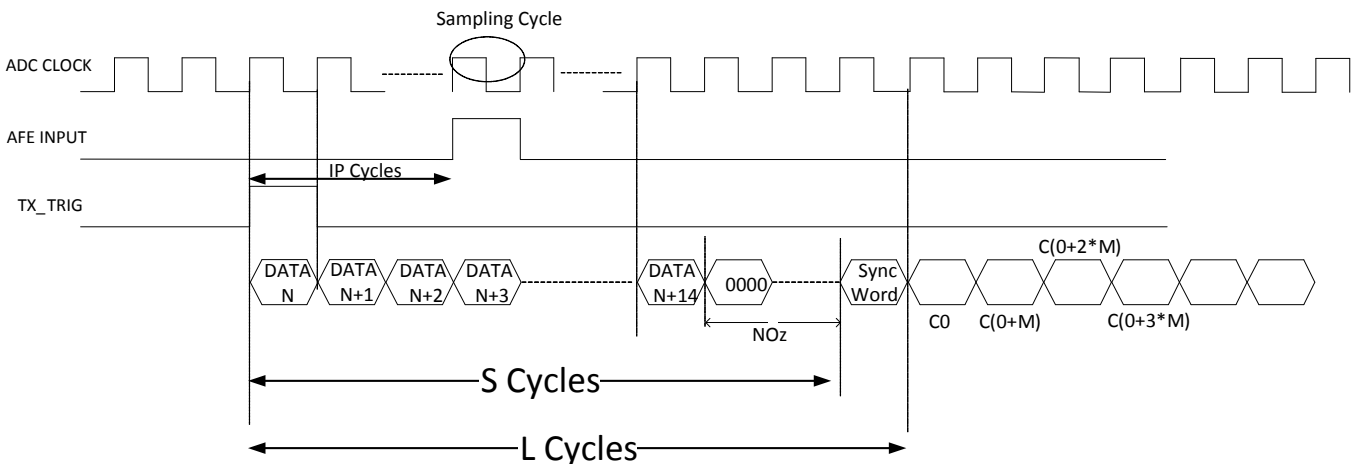 Sampling Cycle
ADC CLOCK
AFE INPUT
IP Cycles
TX_TRIG
DATA
N
DATA
N+1
DATA
N+2
DATA
N+3
DATA
N+14
0000
Sync
Word
C(0+2*M)
C0
C(0+M)
C(0+3*M)
NOz
S Cycles
L Cycles